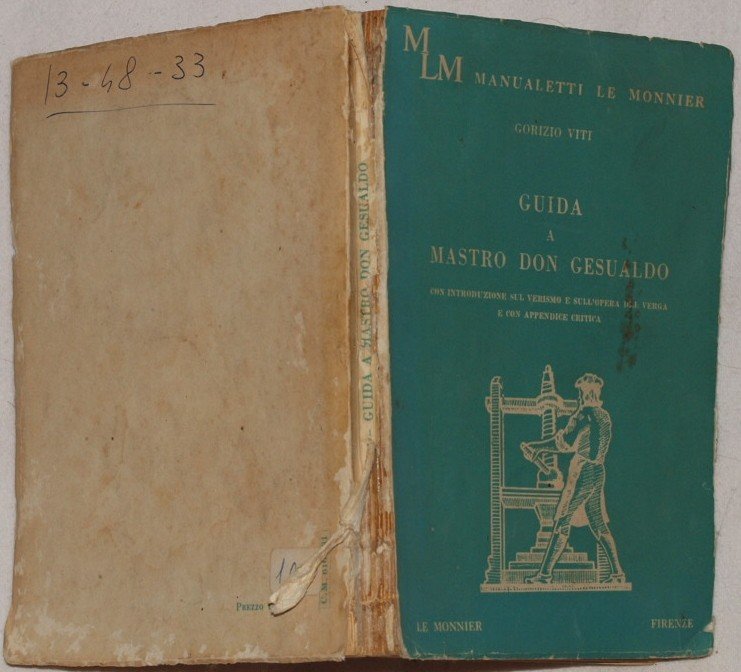 13-48-33
PREZZO
GUIDA A MASTRO DON GESUALDO
MLM MANUALETTI LE MONNIER
GORIZIO VITI
GUIDA
A
MASTRO DON GESUALDO
CON INTRODUZIONE SUL VERISMO E SULL'OPERA DEL VERGA
E CON APPENDICE CRITICA
LE MONNIER FIRENZE